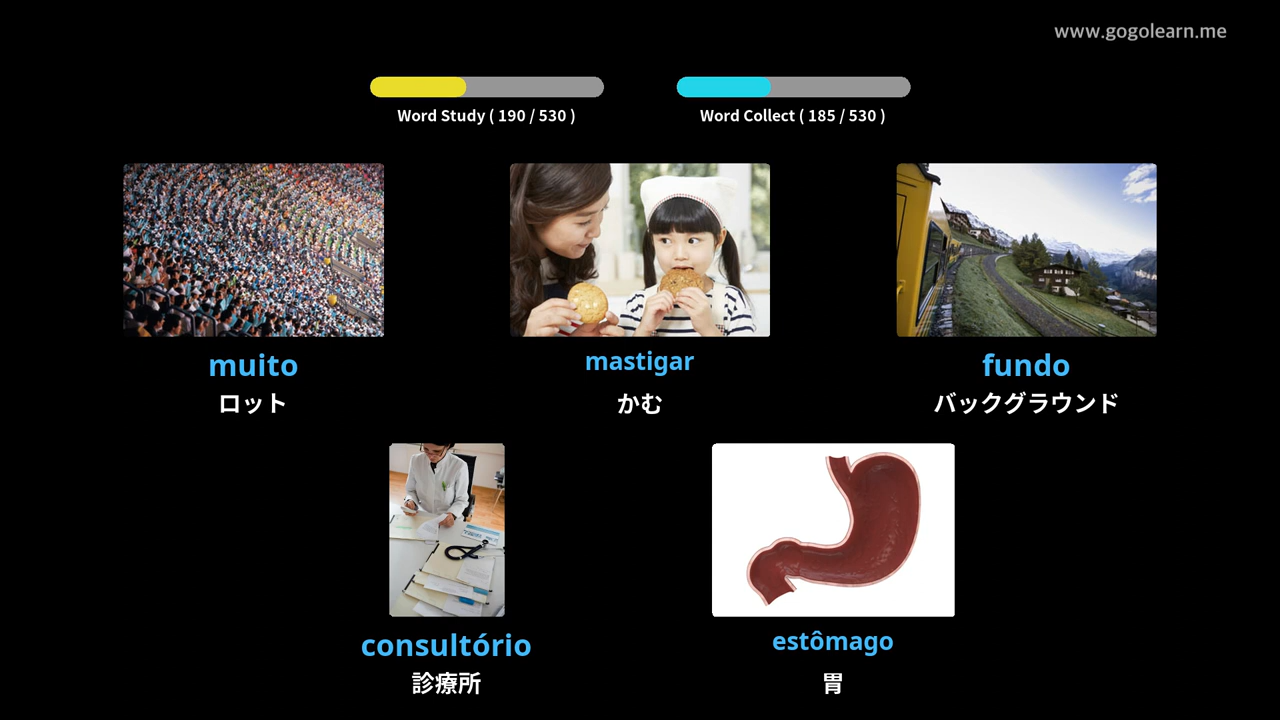 www.gogolearn.me
Word Study ( 190 / 530 )
Word Collect ( 185 / 530 )
muito
ロット
mastigar
かむ
fundo
バックグラウンド
consultório
診療所
estômago
胃